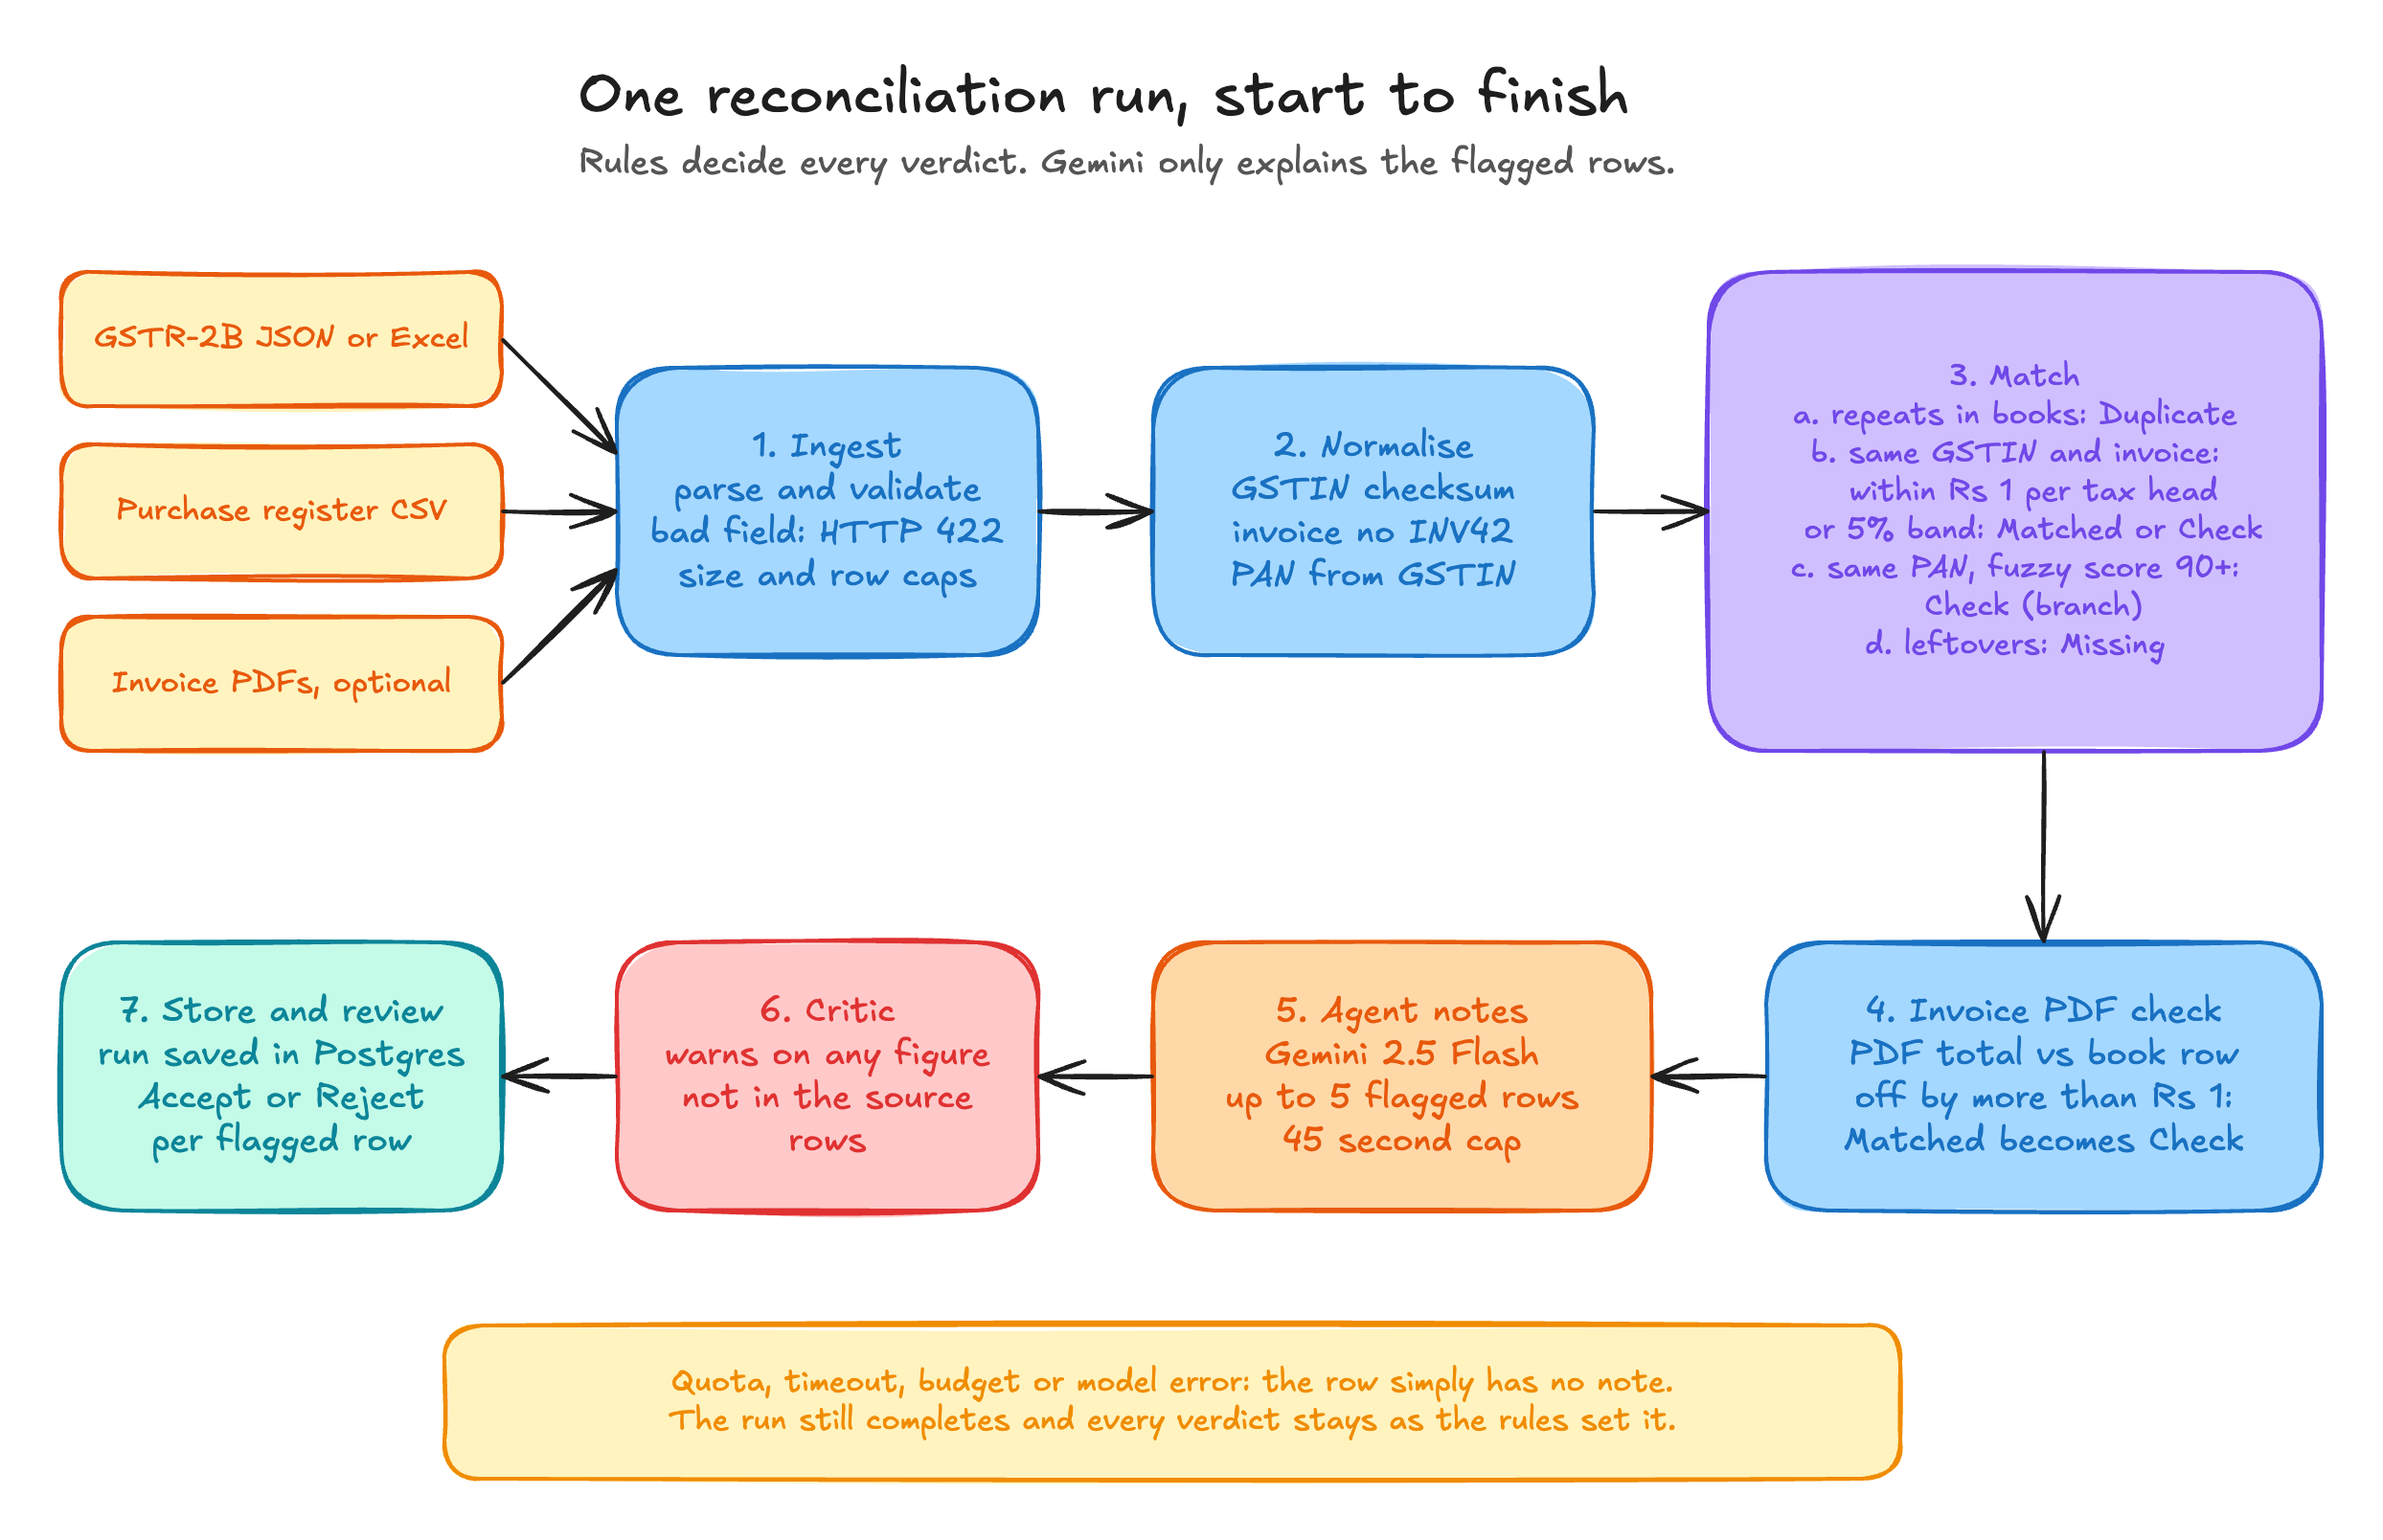 One reconciliation run, start to finish
Rules decide every verdict. Gemini only explains the flagged rows.
GSTR-2B JSON or Excel
Purchase register CSV
Invoice PDFs, optional
1. Ingest
parse and validate
bad field: HTTP 422
size and row caps
2. Normalise
GSTIN checksum
invoice no INV42
PAN from GSTIN
3. Match
a. repeats in books: Duplicate
b. same GSTIN and invoice:
within Rs 1 per tax head
or 5% band: Matched or Check
c. same PAN, fuzzy score 90+:
Check (branch)
d. leftovers: Missing
4. Invoice PDF check
PDF total vs book row
off by more than Rs 1:
Matched becomes Check
5. Agent notes
Gemini 2.5 Flash
up to 5 flagged rows
45 second cap
6. Critic
warns on any figure
not in the source
rows
7. Store and review
run saved in Postgres
Accept or Reject
per flagged row
Quota, timeout, budget or model error: the row simply has no note.
The run still completes and every verdict stays as the rules set it.